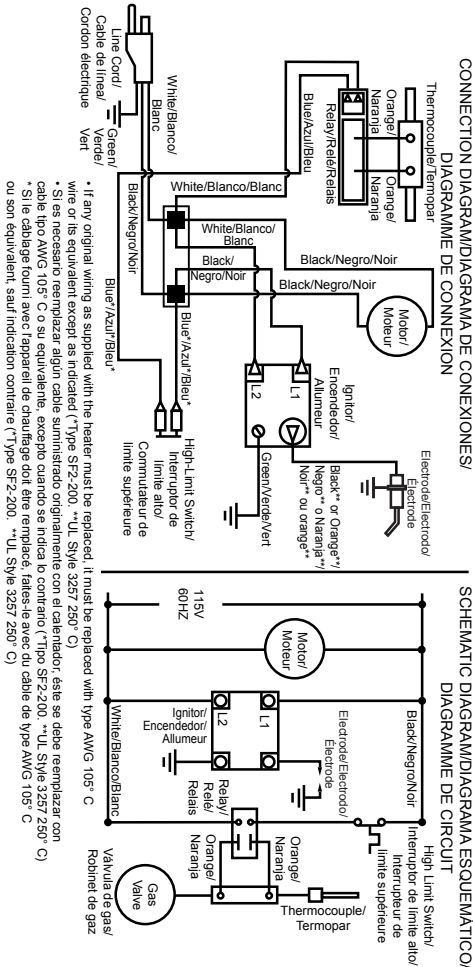 CONNECTION DIAGRAM/DIAGRAMA DE CONEXIONES/
DIAGRAMME DE CONNEXION
Thermocouple/Termopar
Orange/
Naranja
Orange/
Naranja
Relay/Relé/Relais
Blue/Azul/Bleu
White/Blanco/Blanc
White/Blanco/
Blanc
Line Cord/
Cable de línea/
Cordon électrique
Green/
Verde/
Vert
Black/Negro/Noir
White/Blanco/
Blanc
Black/
Negro/Noir
Black/Negro/Noir
Black/Negro/Noir
Motor/
Moteur
Blue*/Azul*/Bleu*
Blue*/Azul*/Bleu*
Ignitor/
Encendedor/
Allumeur
L1
L2
Green/Verde/Vert
Electrode/Electrodo/
Électrode
Black** or Orange**/
Negro** o Naranja**/
Noir** ou orange**
High-Limit Switch/
Interruptor de
límite alto/
Commutateur de
limite supérieure
• If any original wiring as supplied with the heater must be replaced, it must be replaced with type AWG 105° C
wire or its equivalent except as indicated (*Type SF2-200. **UL Style 3257 250° C)
• Si es necesario reemplazar algún cable suministrado originalmente con el calentador, éste se debe reemplazar con
cable tipo AWG 105° C o su equivalente, excepto cuando se indica lo contrario (*Tipo SF2-200. **UL Style 3257 250° C)
* Si le câblage fourni avec l'appareil de chauffage doit être remplacé, faites-le avec du câble de type AWG 105° C
ou son équivalent, sauf indication contraire (*Type SF2-200. **UL Style 3257 250° C)
SCHEMATIC DIAGRAM/DIAGRAMA ESQUEMÁTICO/
DIAGRAMME DE CIRCUIT
115V
60HZ
Black/Negro/Noir
Motor/
Moteur
White/Blanco/Blanc
L1
L2
Ignitor/
Encendedor/
Allumeur
Electrode/Electrodo/
Électrode
High Limit Switch/
Interruptor de límite alto/
Interrupteur de
limite supérieure
Relay/
Relé/
Relais
Orange/
Naranja
Orange/
Naranja
Thermocouple/
Termopar
Gas
Valve
Válvula de gas/
Robinet de gaz